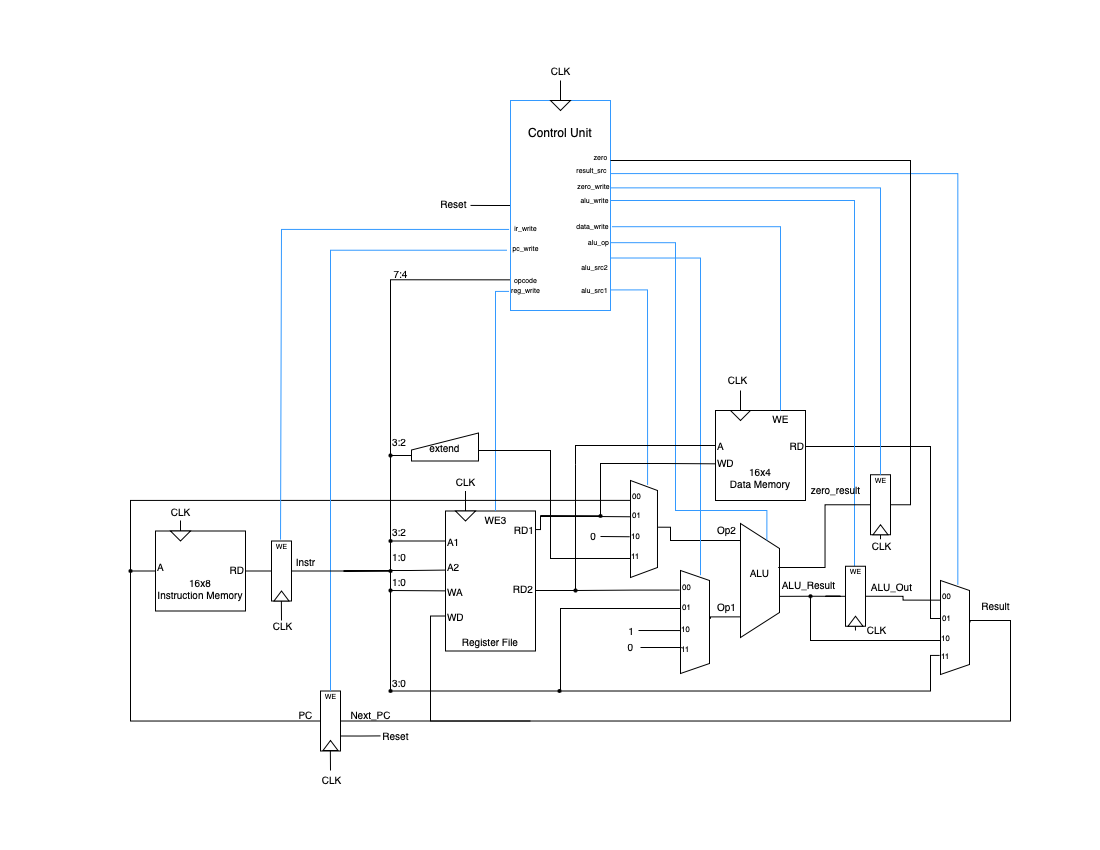 CLK
Control Unit
zero
result_src
zero_write
alu_write
Reset
ir_write
data_write
alu_op
pc_write
alu_src2
7:4
opcode
reg_write
alu_src1
CLK
WE
A
RD
WD
16x4
Data Memory
3:2
extend
CLK
WE
zero_result
CLK
00
01
0
10
11
CLK
WE3
RD1
3:2
A1
1:0
A2
1:0
WA
RD2
WD
Register File
CLK
A
RD
16x8
Instruction Memory
WE
Instr
CLK
Op2
ALU
Op1
00
01
1
10
0
11
ALU_Result
WE
ALU_Out
CLK
00
01
10
11
Result
3:0
WE
PC
Next_PC
Reset
CLK